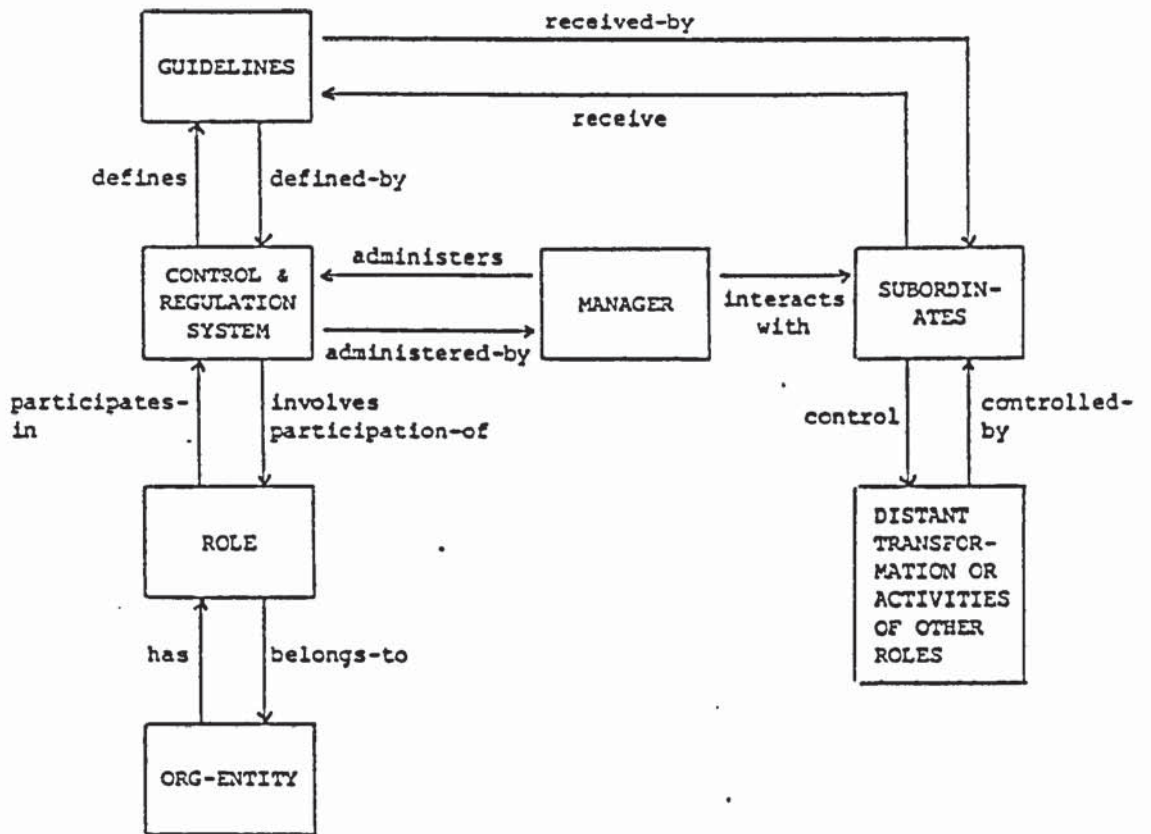 received-by
GUIDELINES
receive
defines
defined-by
administers
CONTROL &
REGULATION
SYSTEM
MANAGER
interacts
with
SUBORDIN-
ATES
administered-by
participates-
in
involves
participation-of
control
controlled-
by
ROLE
DISTANT
TRANSFOR-
MATION OR
ACTIVITIES
OF OTHER
ROLES
has
belongs-to
ORG-ENTITY